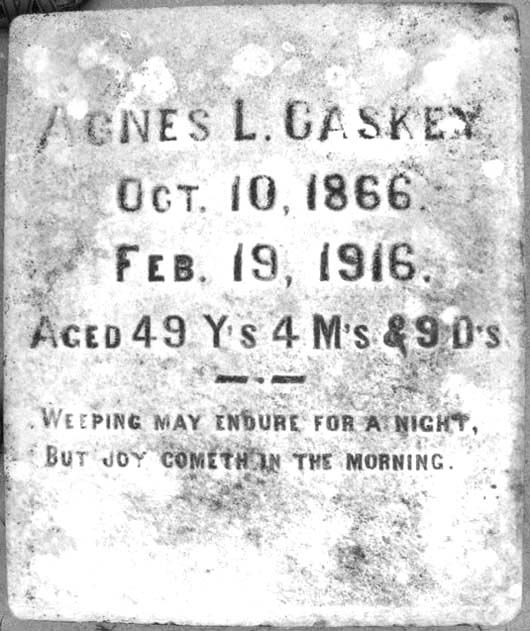 AGNES L. CASKEY
OCT. 10, 1866.
FEB. 19, 1916.
AGED 49 Y's 4 M's & 9 D's
WEEPING MAY ENDURE FOR A NIGHT,
BUT JOY COMETH IN THE MORNING.